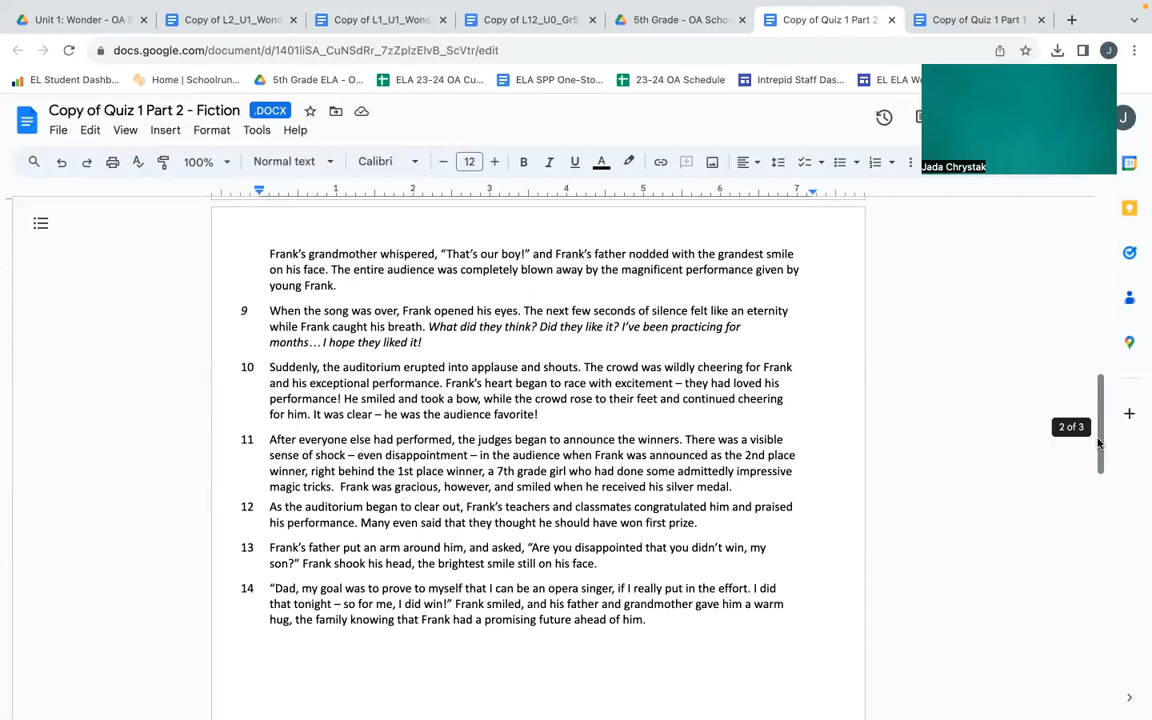 Unit 1: Wonder - OA S
Copy of L2_U1_Won
Copy of L1_U1_Won
Copy of L12_U0_Gr5
5th Grade - OA Schoo
Copy of Quiz 1 Part 2
Copy of Quiz 1 Part 1
docs.google.com/document/d/1401IiSA_CuNSdRr_7zZpIzEIvB_ScVtr/edit
J
EL Student Dashb...
Home | Schoolrun...
5th Grade ELA - O...
ELA 23-24 OA Cu...
ELA SPP One-Sto...
23-24 OA Schedule
Intrepid Staff Das...
EL ELA We
Copy of Quiz 1 Part 2 - Fiction
.DOCX
J
File Edit View Insert Format Tools Help
100%
Normal text
Calibri
12
B I U A
Jada Chrystak
31
1 2 3 4 5 6 7
Frank's grandmother whispered, "That's our boy!" and Frank's father nodded with the grandest smile
on his face. The entire audience was completely blown away by the magnificent performance given by
young Frank.
9 When the song was over, Frank opened his eyes. The next few seconds of silence felt like an eternity
while Frank caught his breath. What did they think? Did they like it? I've been practicing for
months... I hope they liked it!
10 Suddenly, the auditorium erupted into applause and shouts. The crowd was wildly cheering for Frank
and his exceptional performance. Frank's heart began to race with excitement – they had loved his
performance! He smiled and took a bow, while the crowd rose to their feet and continued cheering
for him. It was clear – he was the audience favorite!
2 of 3
11 After everyone else had performed, the judges began to announce the winners. There was a visible
sense of shock – even disappointment – in the audience when Frank was announced as the 2nd place
winner, right behind the 1st place winner, a 7th grade girl who had done some admittedly impressive
magic tricks. Frank was gracious, however, and smiled when he received his silver medal.
12 As the auditorium began to clear out, Frank's teachers and classmates congratulated him and praised
his performance. Many even said that they thought he should have won first prize.
13 Frank's father put an arm around him, and asked, "Are you disappointed that you didn't win, my
son?" Frank shook his head, the brightest smile still on his face.
14 "Dad, my goal was to prove to myself that I can be an opera singer, if I really put in the effort. I did
that tonight – so for me, I did win!" Frank smiled, and his father and grandmother gave him a warm
hug, the family knowing that Frank had a promising future ahead of him.